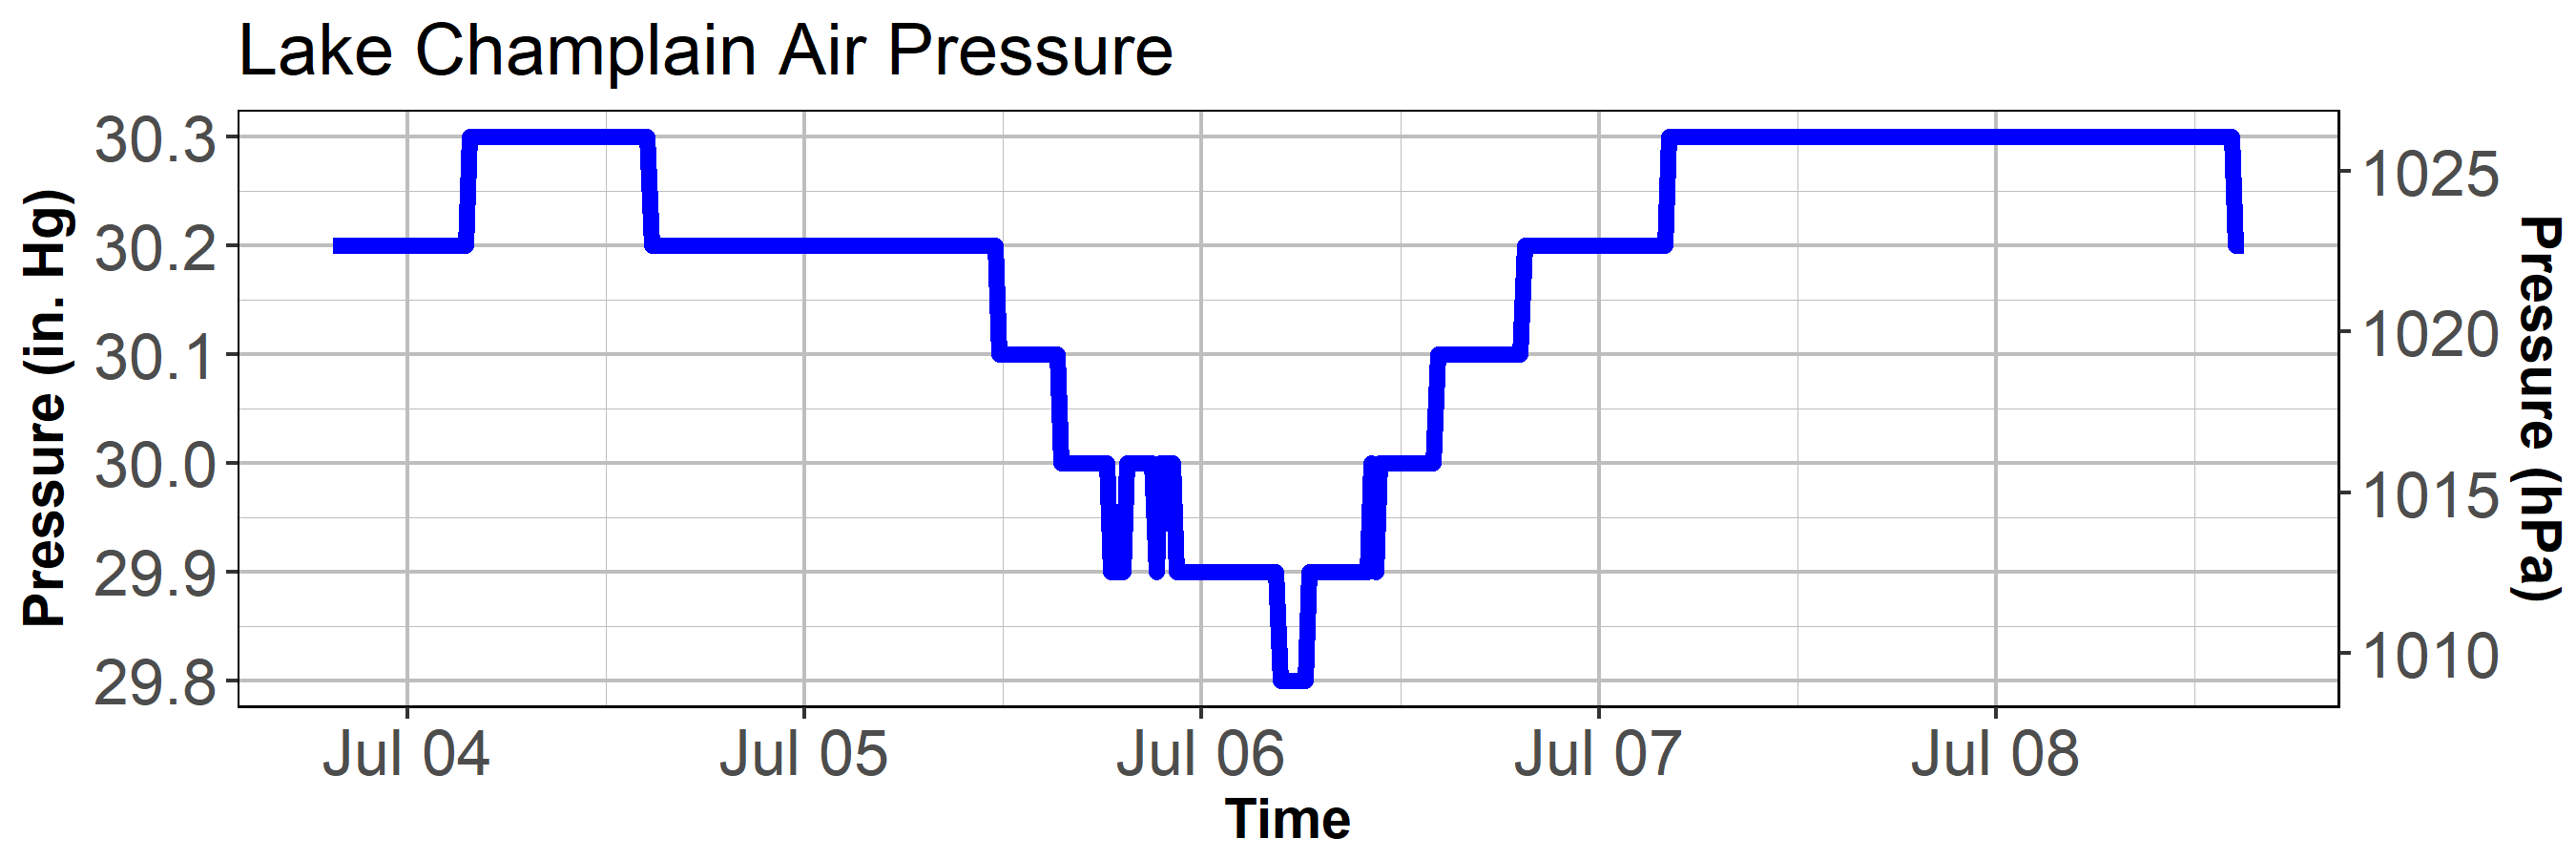 Lake Champlain Air Pressure
Pressure (in. Hg)
30.3
30.2
30.1
30.0
29.9
29.8
1025
1020
1015
1010
Pressure (hPa)
Jul 04 Jul 05 Jul 06 Jul 07 Jul 08
Time